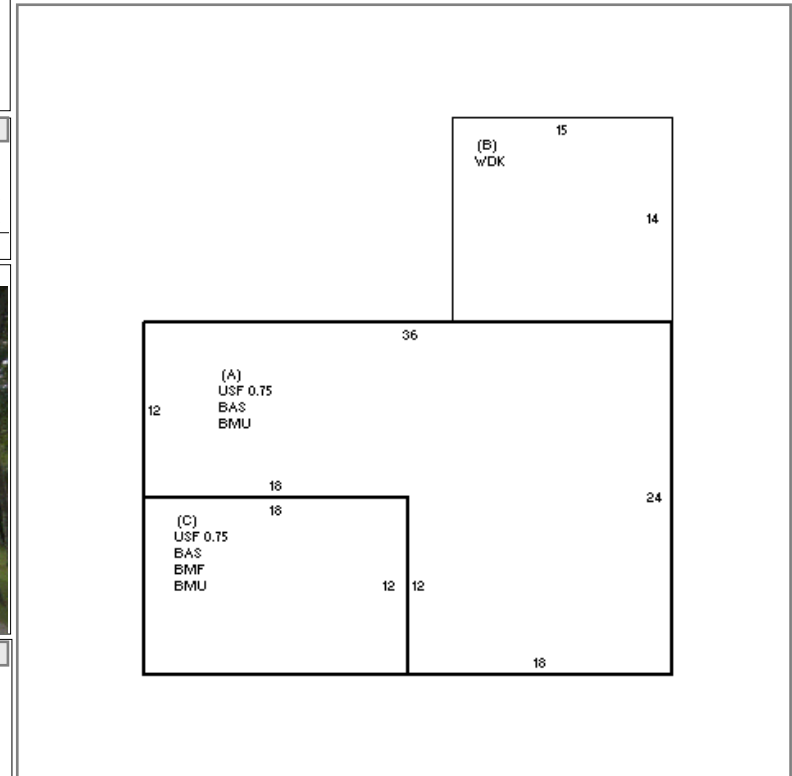 15
(B)
WDK
14
36
(A)
USF 0.75
BAS
BMU
12
18
18
24
(C)
USF 0.75
BAS
BMF
BMU
12
12
18